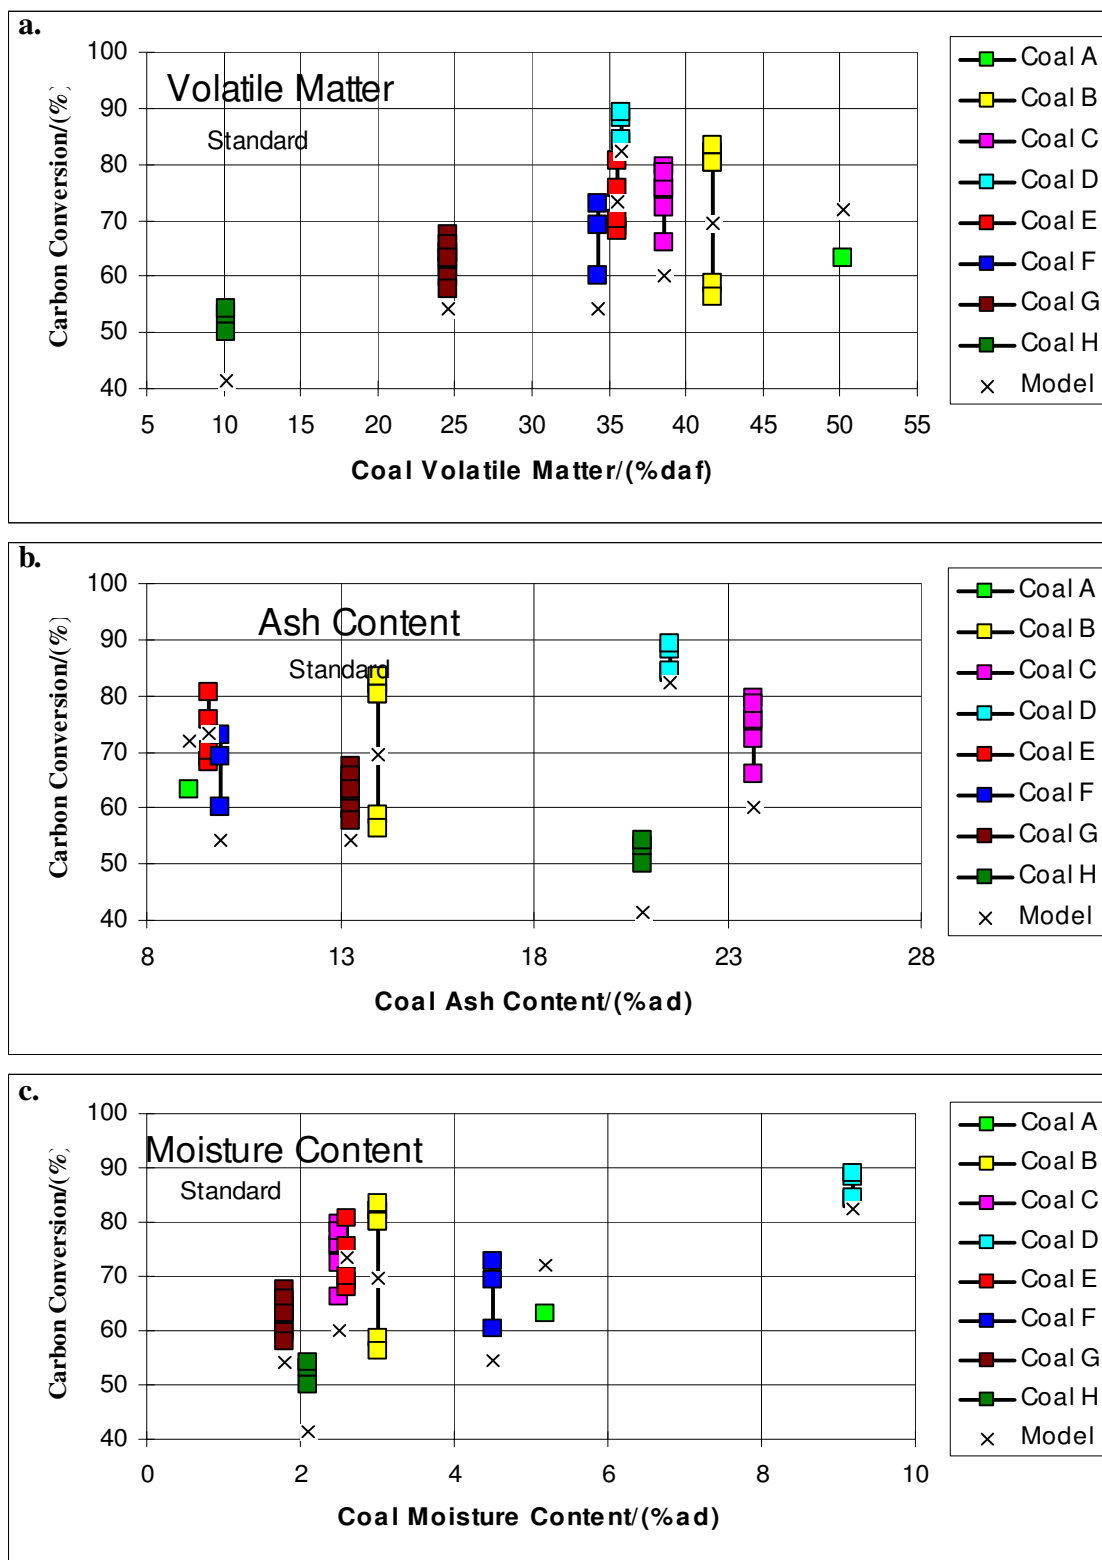 a.
100
90
80
70
60
50
40
Carbon Conversion/(%)
Volatile Matter
Standard
5 10 15 20 25 30 35 40 45 50 55
Coal Volatile Matter/(%daf)
Coal A
Coal B
Coal C
Coal D
Coal E
Coal F
Coal G
Coal H
Model
b.
100
90
80
70
60
50
40
Carbon Conversion/(%)
Ash Content
Standard
8 13 18 23 28
Coal Ash Content/(%ad)
Coal A
Coal B
Coal C
Coal D
Coal E
Coal F
Coal G
Coal H
Model
c.
100
90
80
70
60
50
40
Carbon Conversion/(%)
Moisture Content
Standard
0 2 4 6 8 10
Coal Moisture Content/(%ad)
Coal A
Coal B
Coal C
Coal D
Coal E
Coal F
Coal G
Coal H
Model